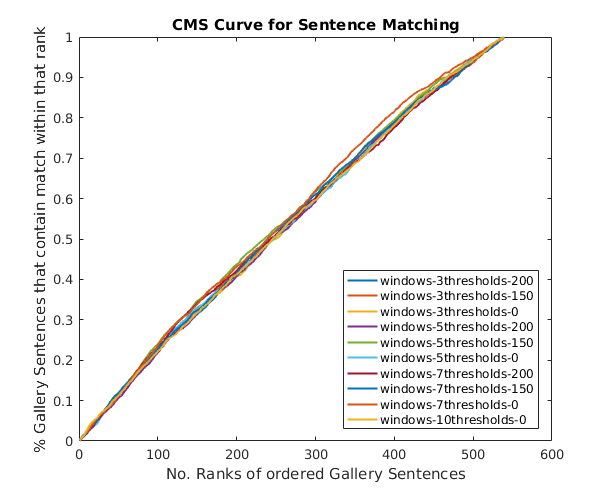 CMS Curve for Sentence Matching
% Gallery Sentences that contain match within that rank
1
0.9
0.8
0.7
0.6
0.5
0.4
0.3
0.2
0.1
0
0
100
200
300
400
500
600
No. Ranks of ordered Gallery Sentences
windows-3thresholds-200
windows-3thresholds-150
windows-3thresholds-0
windows-5thresholds-200
windows-5thresholds-150
windows-5thresholds-0
windows-7thresholds-200
windows-7thresholds-150
windows-7thresholds-0
windows-10thresholds-0